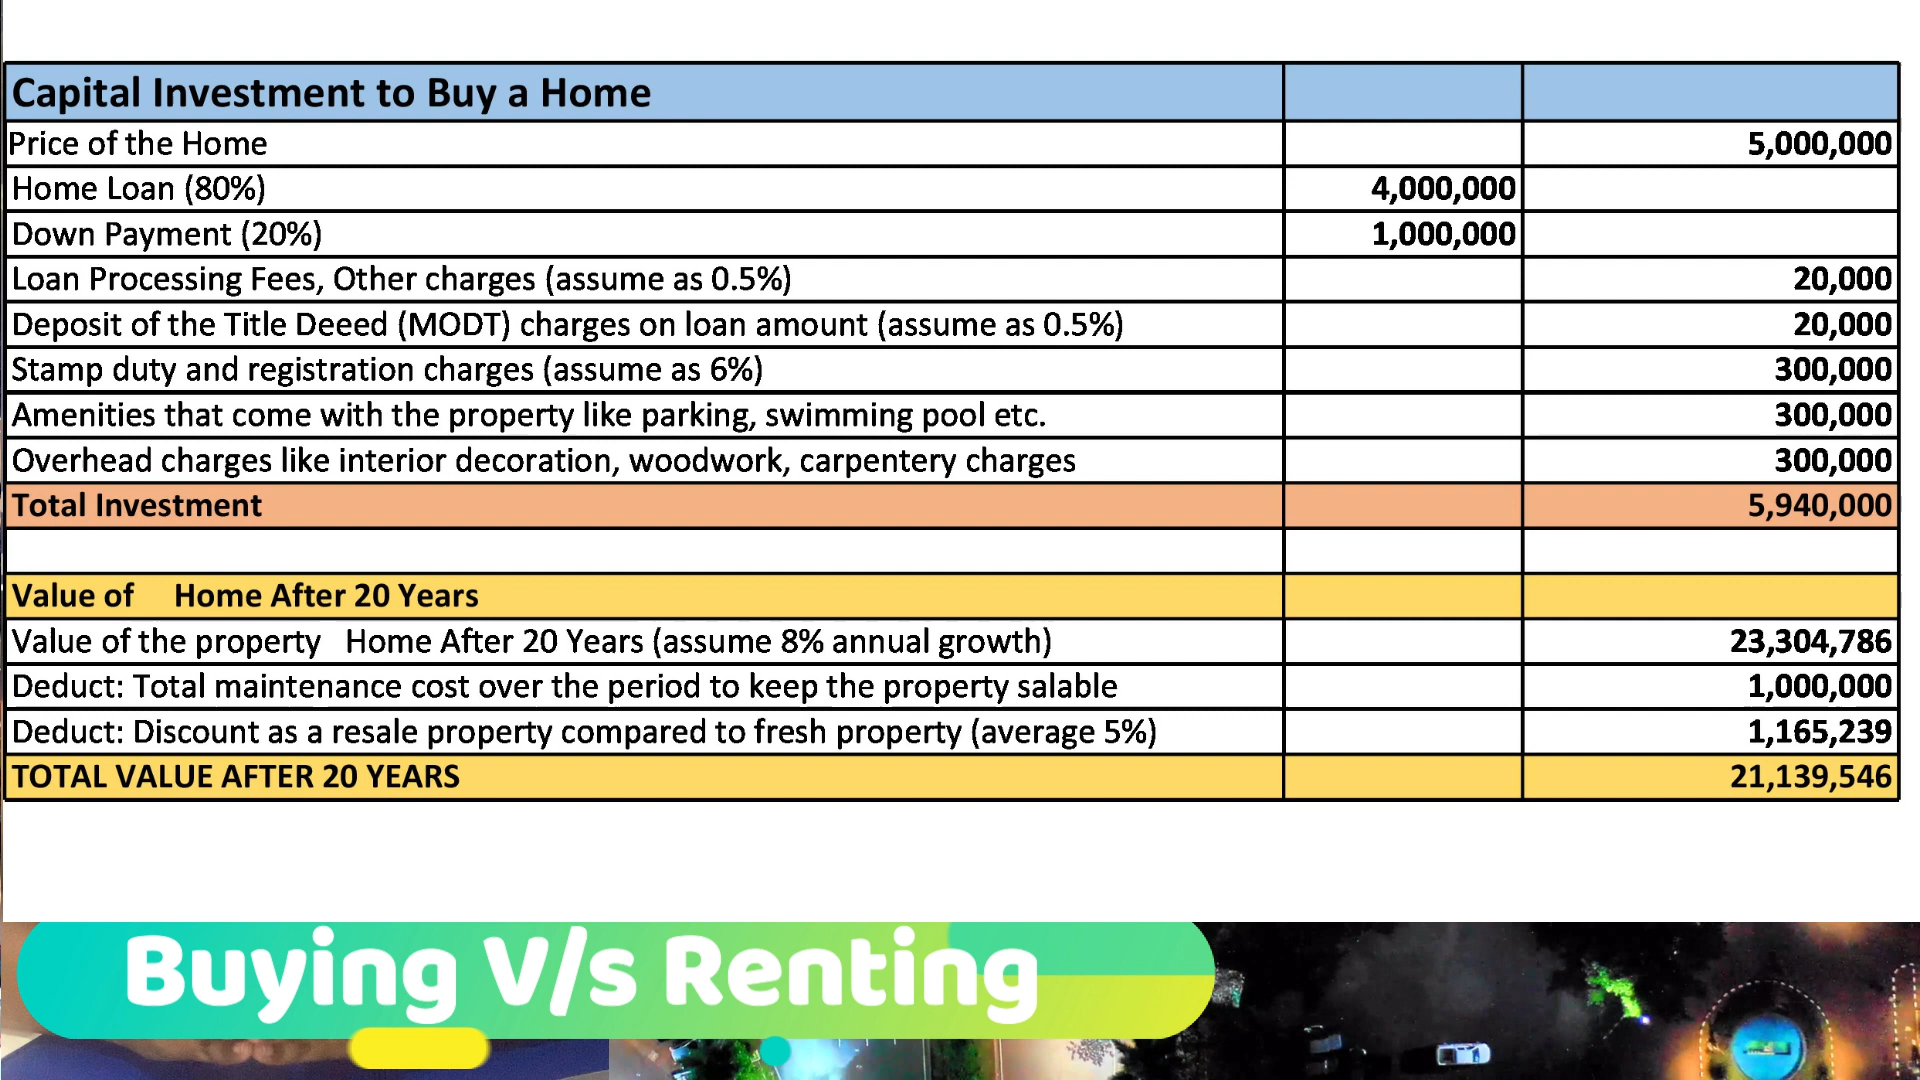 Capital Investment to Buy a Home
Price of the Home 5,000,000
Home Loan (80%) 4,000,000
Down Payment (20%) 1,000,000
Loan Processing Fees, Other charges (assume as 0.5%) 20,000
Deposit of the Title Deeed (MODT) charges on loan amount (assume as 0.5%) 20,000
Stamp duty and registration charges (assume as 6%) 300,000
Amenities that come with the property like parking, swimming pool etc. 300,000
Overhead charges like interior decoration, woodwork, carpentery charges 300,000
Total Investment 5,940,000
Value of Home After 20 Years
Value of the property Home After 20 Years (assume 8% annual growth) 23,304,786
Deduct: Total maintenance cost over the period to keep the property salable 1,000,000
Deduct: Discount as a resale property compared to fresh property (average 5%) 1,165,239
TOTAL VALUE AFTER 20 YEARS 21,139,546
Buying V/s Renting